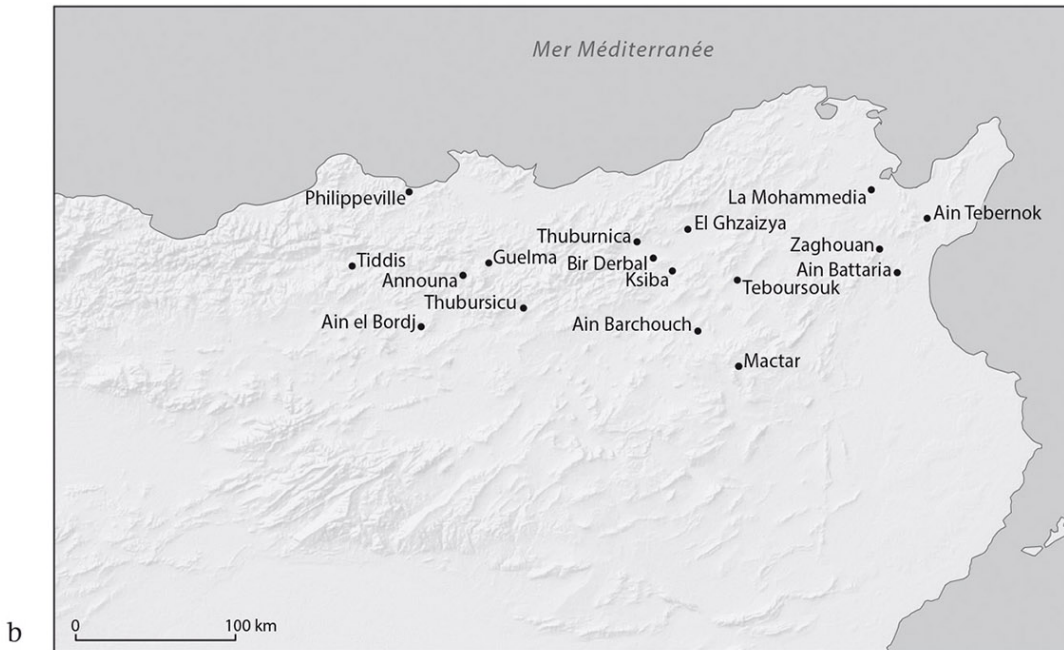 Mer Méditerranée
Philippeville
La Mohammedia
Ain Tebernok
El Ghzaizya
Thuburnica
Zaghouan
Tiddis
Guelma
Bir Derbal
Announa
Ksiba
Ain Battaria
Teboursouk
Thubursicu
Ain el Bordj
Ain Barchouch
Mactar
b
0 100 km